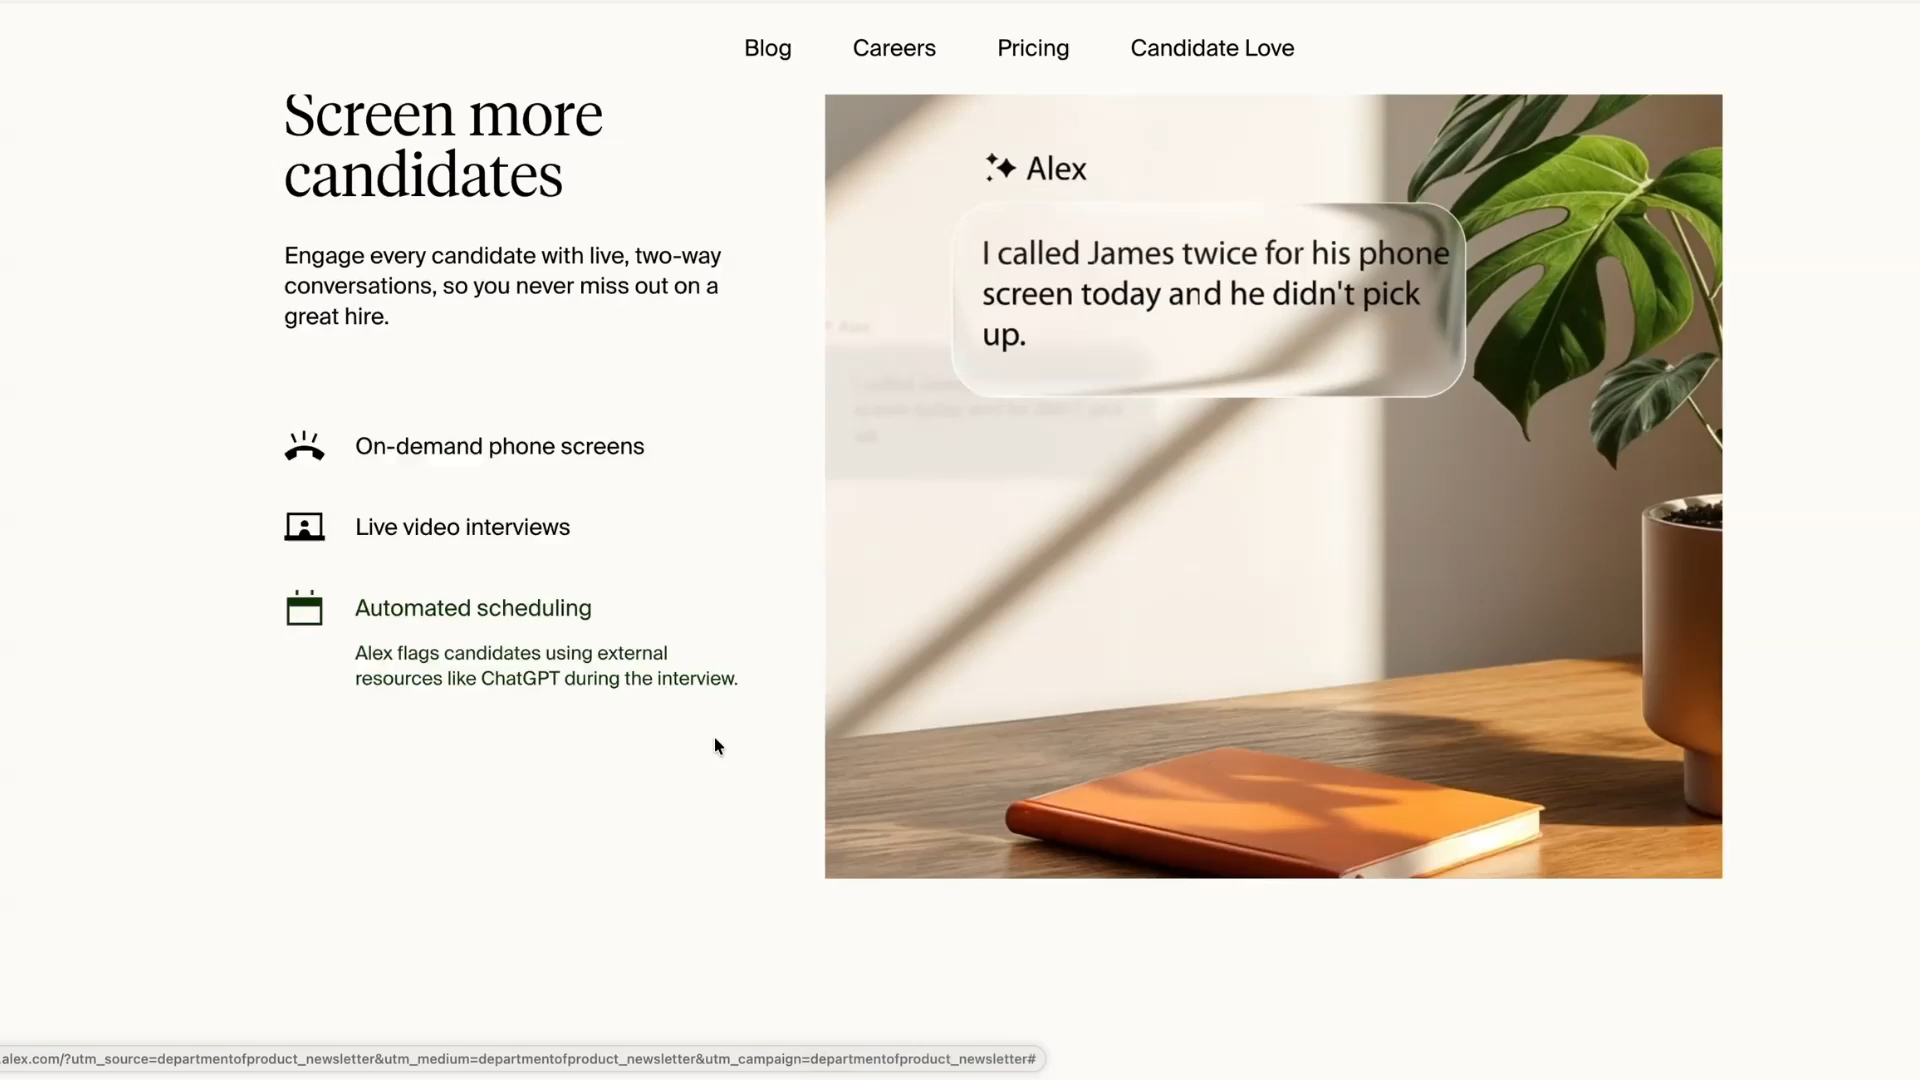 Blog Careers Pricing Candidate Love
Screen more
candidates
Engage every candidate with live, two-way
conversations, so you never miss out on a
great hire.
On-demand phone screens
Live video interviews
Automated scheduling
Alex flags candidates using external
resources like ChatGPT during the interview.
Alex
I called James twice for his phone
screen today and he didn't pick
up.
alex.com/?utm_source=departmentofproduct_newsletter&utm_medium=departmentofproduct_newsletter&utm_campaign=departmentofproduct_newsletter#